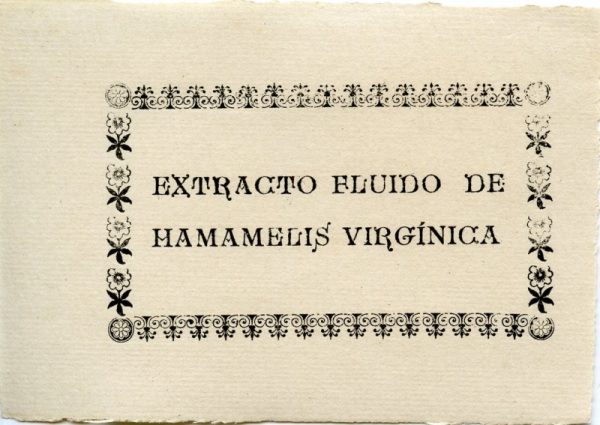 EXTRACTO FLUIDO DE
HAMAMELIS VIRGÍNICA